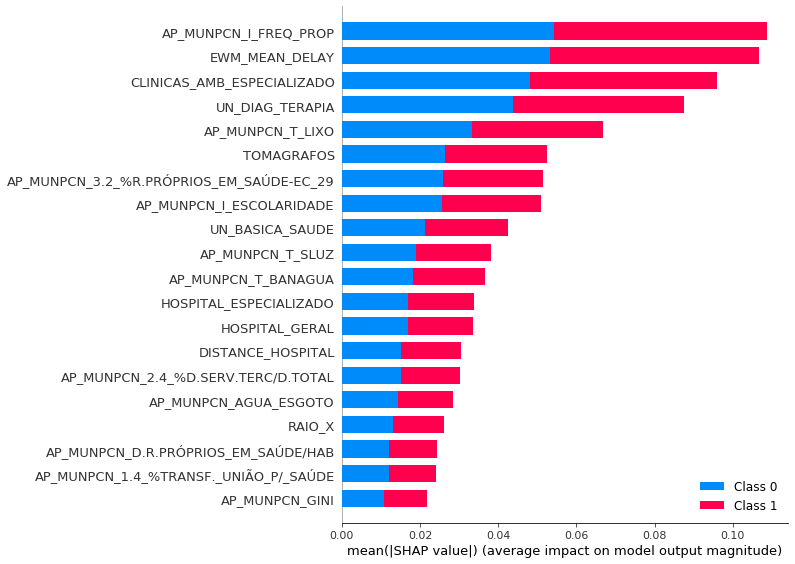 AP_MUNPCN_I_FREQ_PROP
EWM_MEAN_DELAY
CLINICAS_AMB_ESPECIALIZADO
UN_DIAG_TERAPIA
AP_MUNPCN_T_LIXO
TOMAGRAFOS
AP_MUNPCN_3.2_%R.PRÓPRIOS_EM_SAÚDE-EC_29
AP_MUNPCN_I_ESCOLARIDADE
UN_BASICA_SAUDE
AP_MUNPCN_T_SLUZ
AP_MUNPCN_T_BANAGUA
HOSPITAL_ESPECIALIZADO
HOSPITAL_GERAL
DISTANCE_HOSPITAL
AP_MUNPCN_2.4_%D.SERV.TERC/D.TOTAL
AP_MUNPCN_AGUA_ESGOTO
RAIO_X
AP_MUNPCN_D.R.PRÓPRIOS_EM_SAÚDE/HAB
AP_MUNPCN_1.4_%TRANSF._UNIÃO_P/_SAÚDE
AP_MUNPCN_GINI
Class 0
Class 1
0.00 0.02 0.04 0.06 0.08 0.10
mean(|SHAP value|) (average impact on model output magnitude)